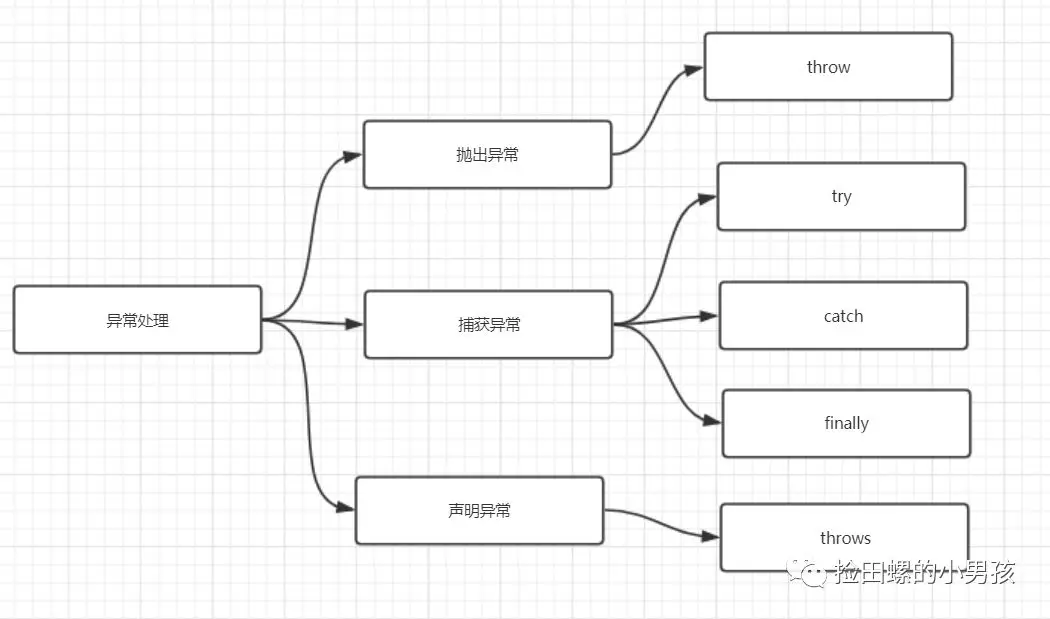 throw
抛出异常
try
异常处理
捕获异常
catch
finally
声明异常
throws
捡田螺的小男孩